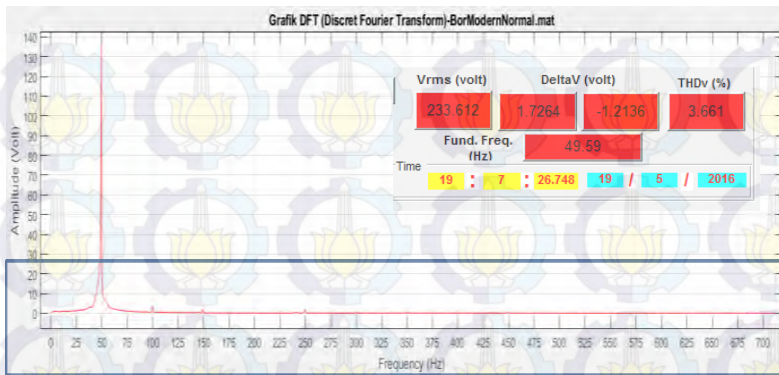 Grafik DFT (Discret Fourier Transform)-BorModernNormal.mat
Amplitude (Volt)
140
130
120
110
100
90
80
70
60
50
40
30
20
10
0
Vrms (volt) DeltaV (volt) THDv (%)
233.612 1.7264 -1.2136 3.661
Fund. Freq. (Hz) 49.59
Time
19 : 7 : 26.748 19 / 5 / 2016
0 25 50 75 100 125 150 175 200 225 250 275 300 325 350 375 400 425 450 475 500 525 550 575 600 625 650 675 700
Frequency (Hz)